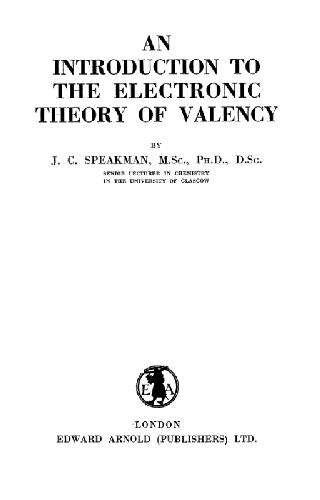 AN
INTRODUCTION TO
THE ELECTRONIC
THEORY OF VALENCY
BY
J. C. SPEAKMAN, M.Sc., Ph.D., D.Sc.
SENIOR LECTURER IN CHEMISTRY
IN THE UNIVERSITY OF GLASGOW
E A
LONDON
EDWARD ARNOLD (PUBLISHERS) LTD.